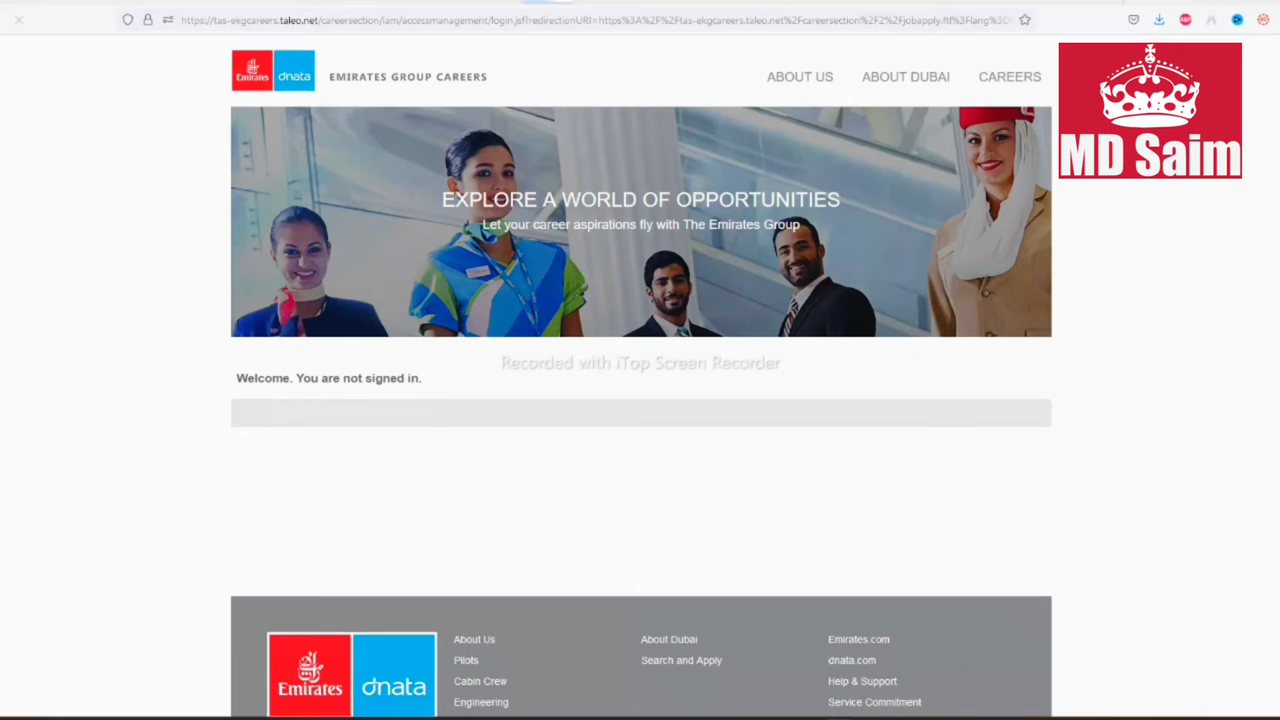 https://tas-ekgcareers.taleo.net/careersection/iam/accessmanagement/login.jsf?redirectionURI=https%3A%2F%2Ftas-ekgcareers.taleo.net%2Fcareersection%2F2%2Fjobapply.ftl%3Flang%3D
ABP
Emirates
dnata
EMIRATES GROUP CAREERS
ABOUT US
ABOUT DUBAI
CAREERS
MD Saim
EXPLORE A WORLD OF OPPORTUNITIES
Let your career aspirations fly with The Emirates Group
Recorded with iTop Screen Recorder
Welcome. You are not signed in.
Emirates
dnata
About Us
Pilots
Cabin Crew
Engineering
About Dubai
Search and Apply
Emirates.com
dnata.com
Help & Support
Service Commitment